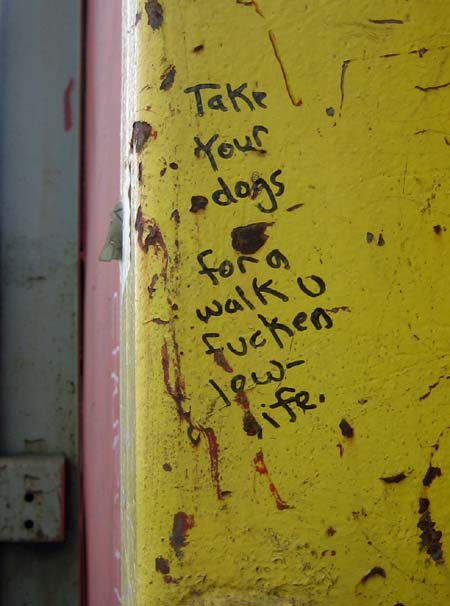 Take
Your
dogs
for a
walk U
fucken
low-
life.